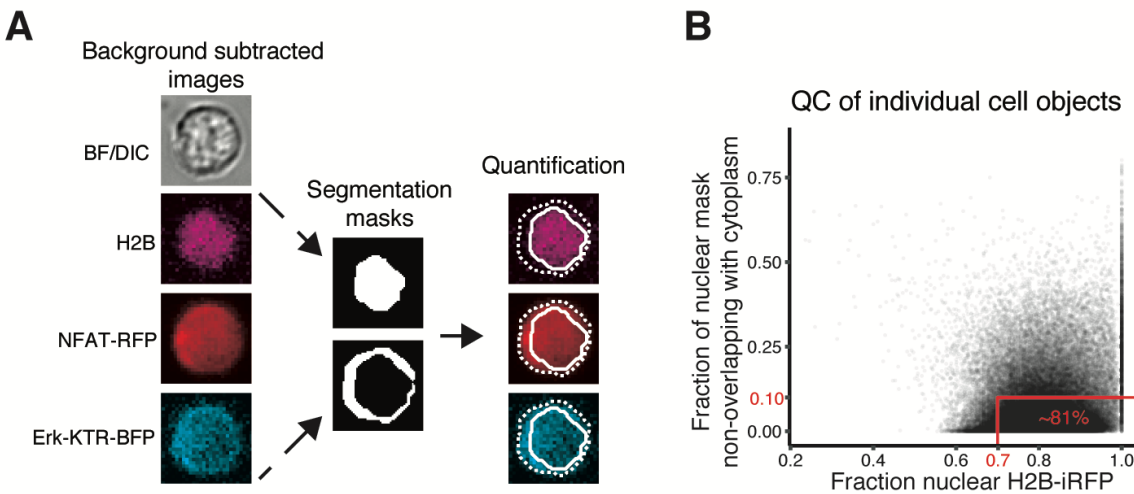 A
Background subtracted
images
BF/DIC
H2B
NFAT-RFP
Erk-KTR-BFP
Segmentation
masks
Quantification
B
QC of individual cell objects
Fraction of nuclear mask
non-overlapping with cytoplasm
0.75
0.50
0.25
0.10
0.00
~81%
0.2
0.4
0.6
0.7
0.8
1.0
Fraction nuclear H2B-iRFP